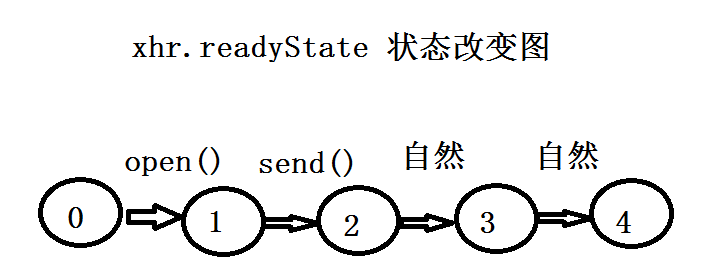 xhr.readyState 状态改变图
open() send() 自然 自然
0 1 2 3 4